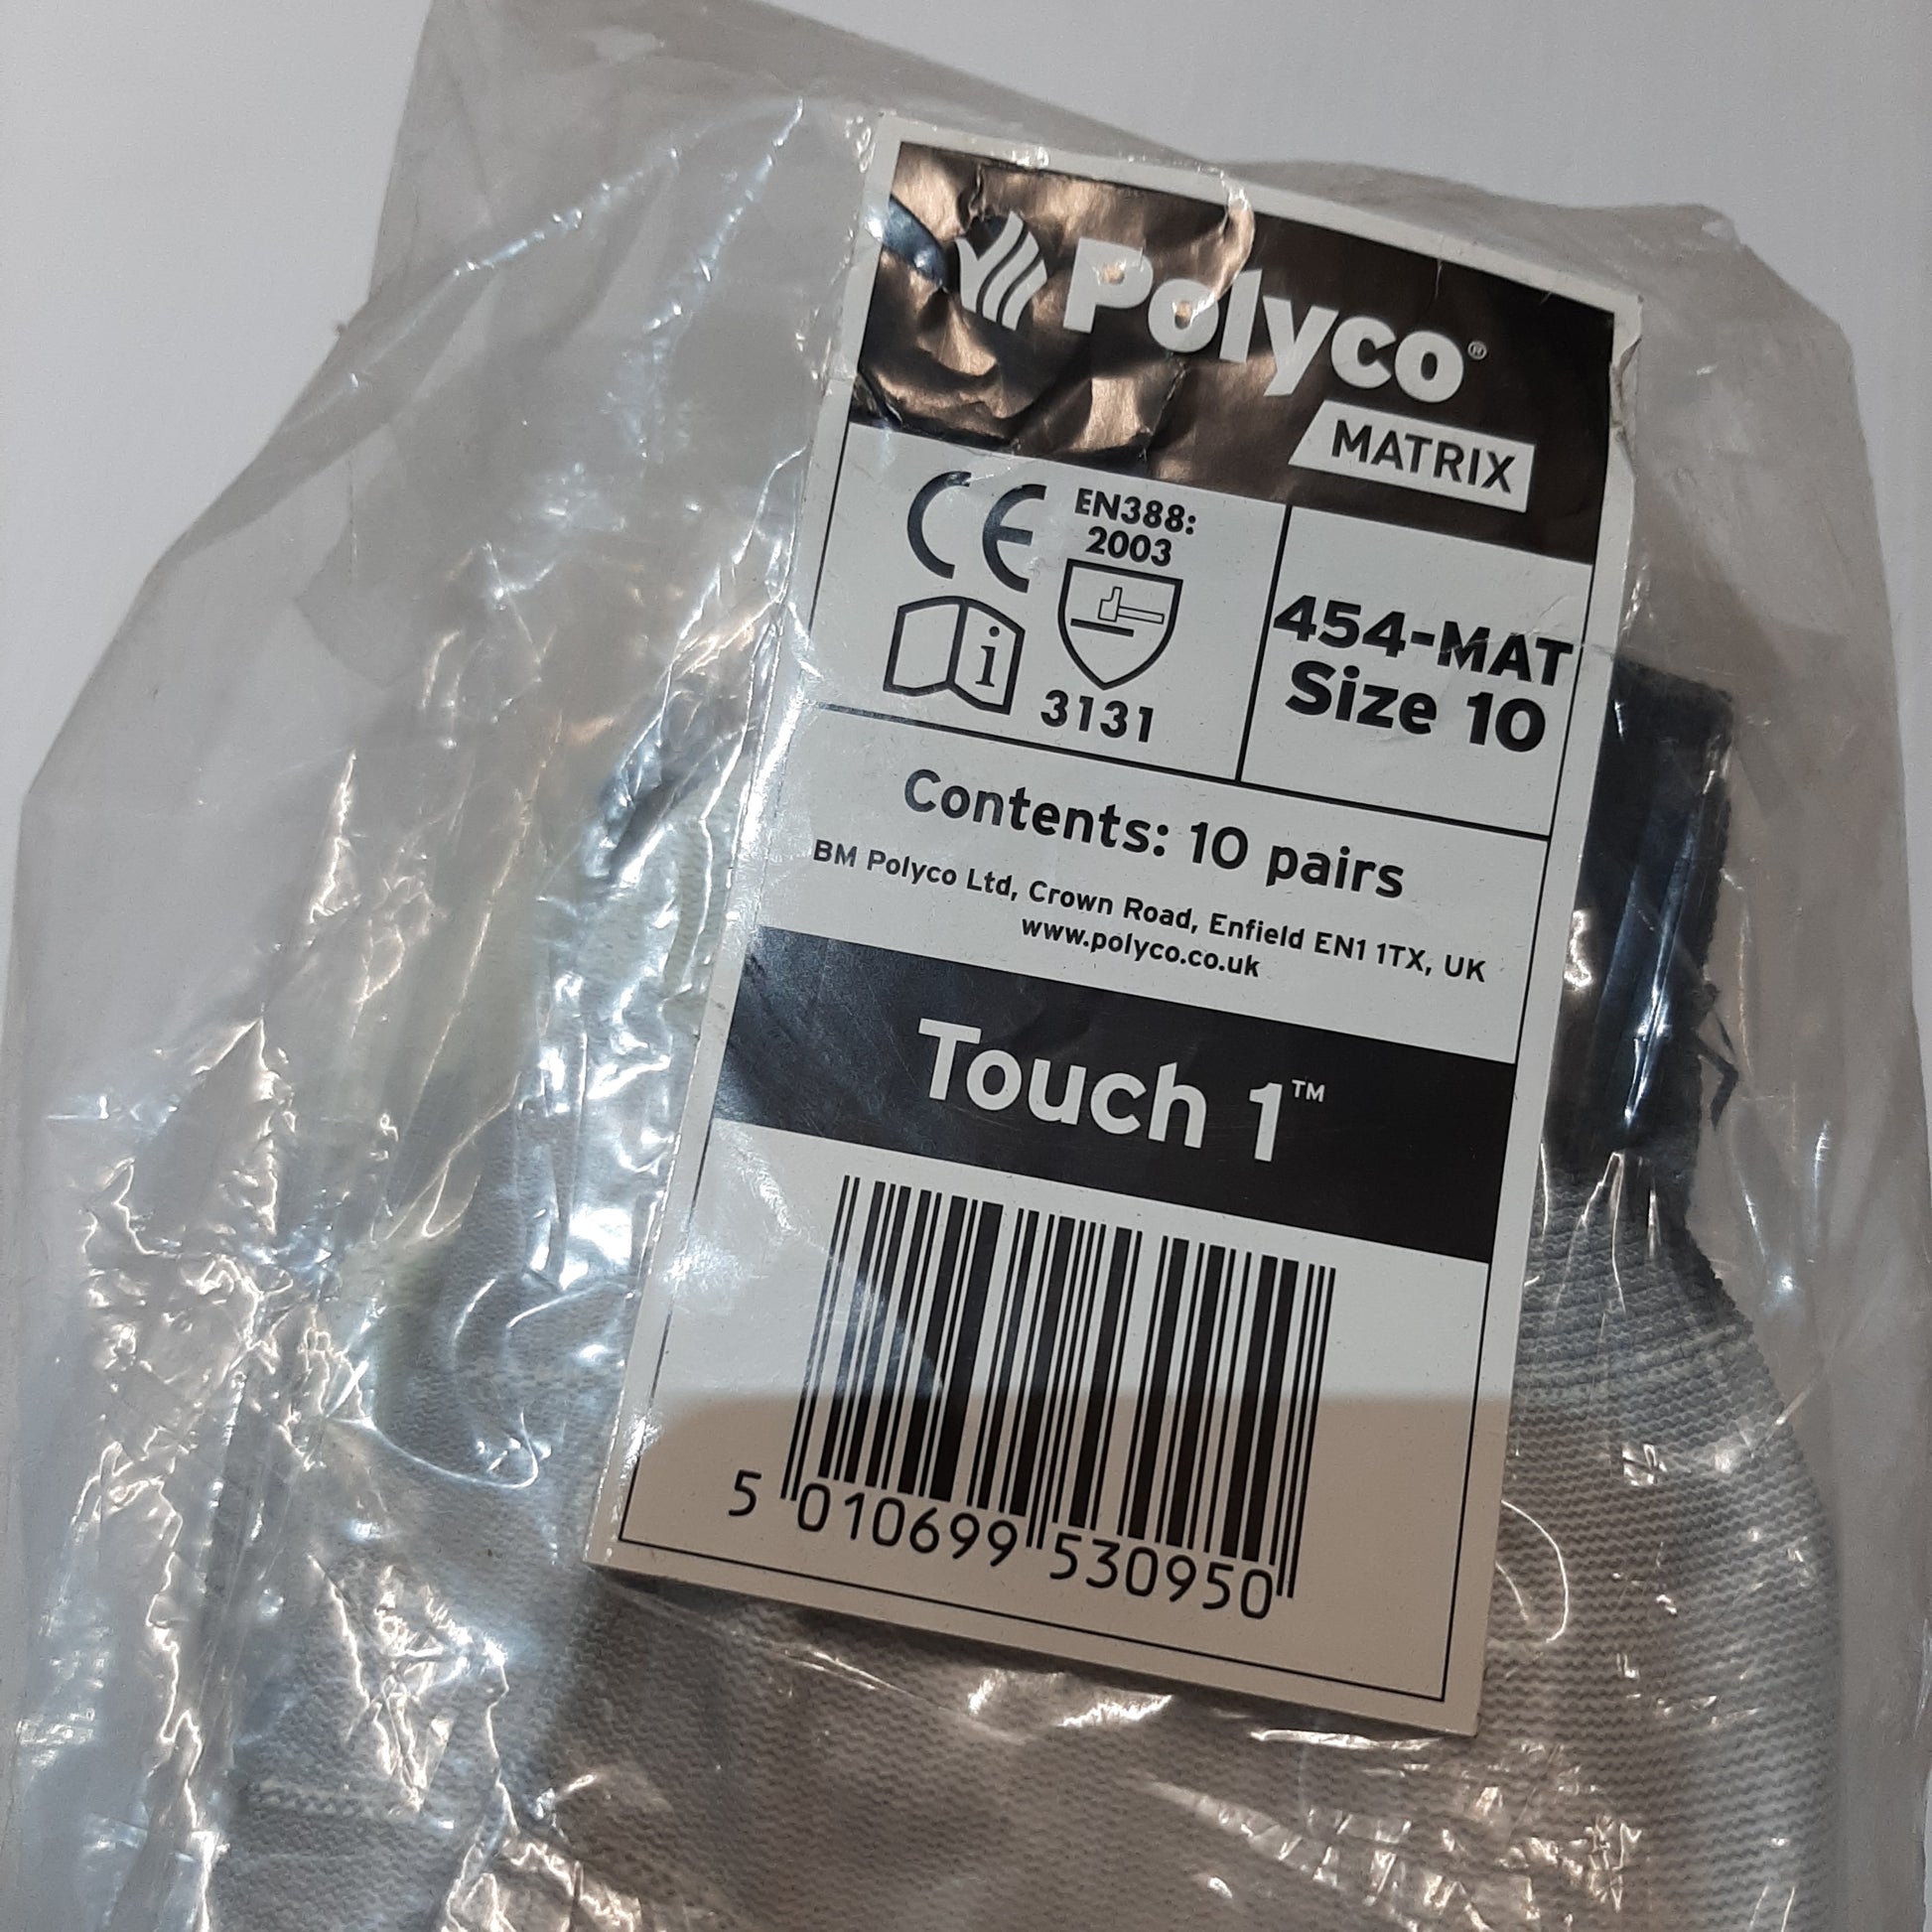 Polyco®
MATRIX
CE
EN388:
2003
i
3131
454-MAT
Size 10
Contents: 10 pairs
BM Polyco Ltd, Crown Road, Enfield EN1 1TX, UK
www.polyco.co.uk
Touch 1™
5 010699 530950